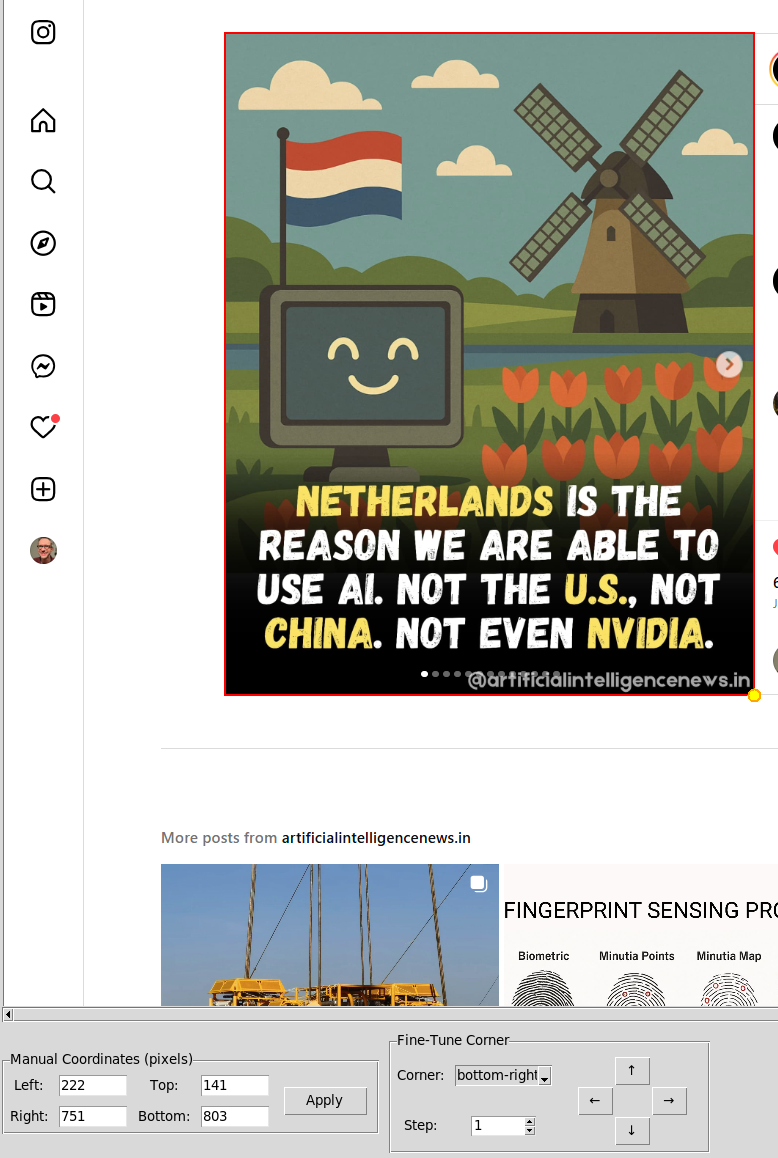 NETHERLANDS IS THE
REASON WE ARE ABLE TO
USE AI. NOT THE U.S., NOT
CHINA. NOT EVEN NVIDIA.
@artificialintelligencenews.in
6
J
More posts from artificialintelligencenews.in
FINGERPRINT SENSING PRO
Biometric Minutia Points Minutia Map
Manual Coordinates (pixels)
Left: 222 Top: 141
Right: 751 Bottom: 803
Apply
Fine-Tune Corner
Corner: bottom-right
Step: 1
↑
← →
↓